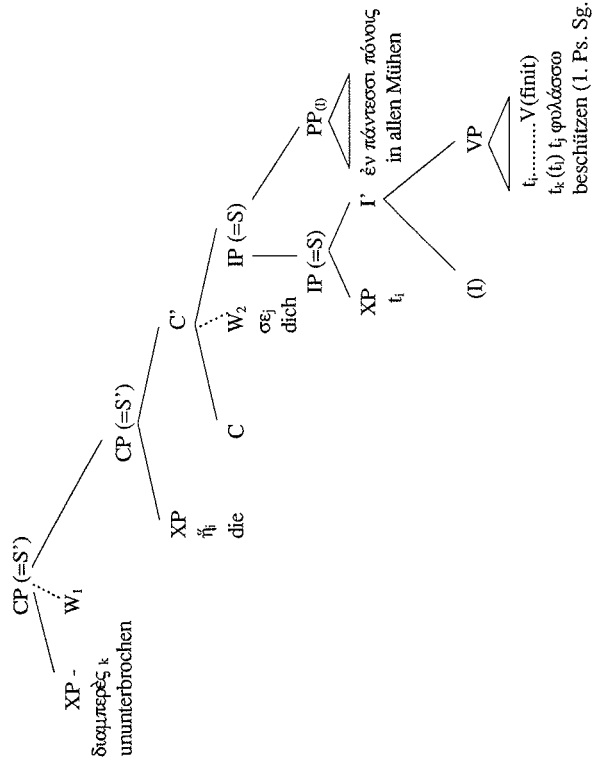 CP (=S')
XP -
W₁
διαμπερὲς ₖ
ununterbrochen
CP (=S')
XP
ἥᵢ
die
C'
C
W₂
σεⱼ
dich
IP (=S)
IP (=S)
PP₍ₗ₎
ἐν πάντεσσι πόνοις
in allen Mühen
XP
tᵢ
I'
(I)
VP
tᵢ........ V(finit)
tₖ (tₗ) tⱼ φυλάσσω
beschützen (1. Ps. Sg.